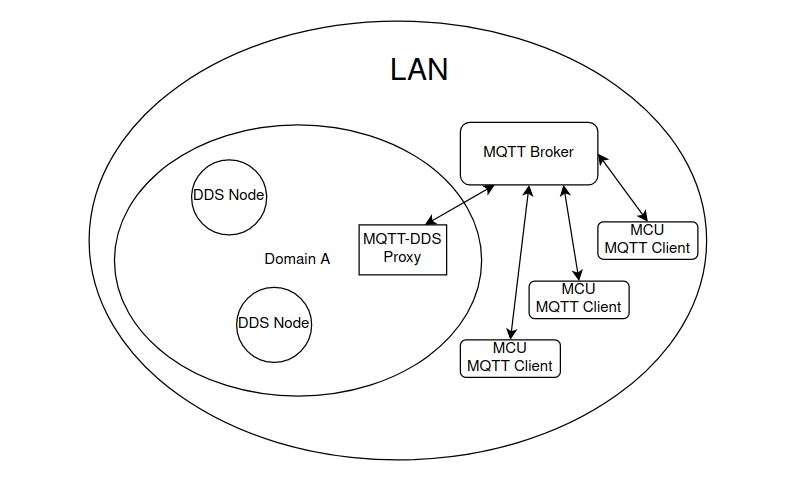 LAN
MQTT Broker
DDS Node
MQTT-DDS
Proxy
Domain A
DDS Node
MCU
MQTT Client
MCU
MQTT Client
MCU
MQTT Client